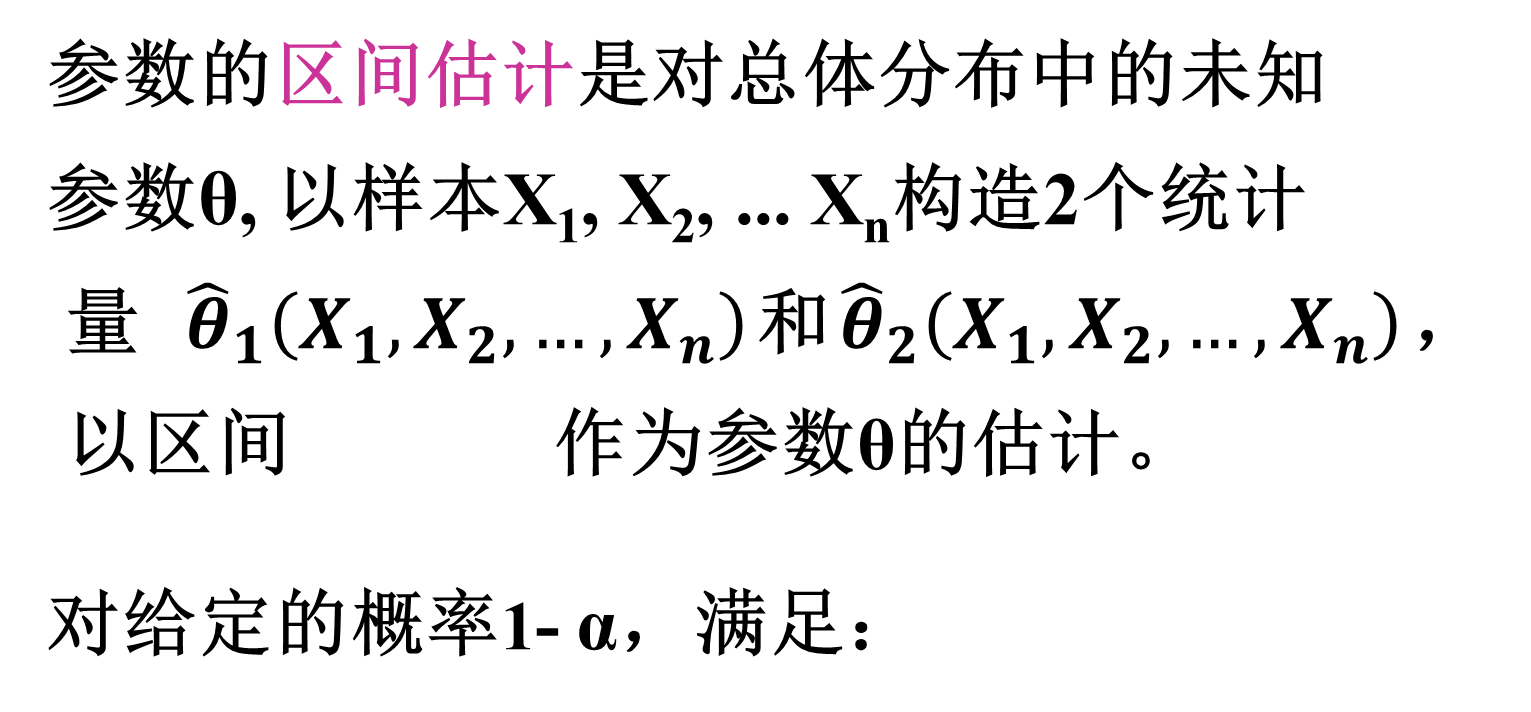 参数的区间估计是对总体分布中的未知
参数θ, 以样本X₁, X₂, ... Xₙ构造2个统计
量 θ̂₁(X₁, X₂, … , Xₙ)和θ̂₂(X₁, X₂, … , Xₙ)，
以区间 作为参数θ的估计。
对给定的概率1- α，满足：